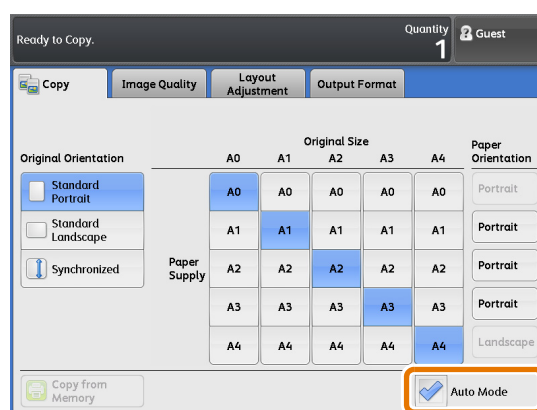 Ready to Copy.
Quantity
1
Guest
Copy
Image Quality
Layout
Adjustment
Output Format
Original Size
Paper
Orientation
Original Orientation
A0 A1 A2 A3 A4
Standard
Portrait
A0 A0 A0 A0 A0
Portrait
Standard
Landscape
A1 A1 A1 A1 A1
Portrait
Synchronized
Paper
Supply
A2 A2 A2 A2 A2
Portrait
A3 A3 A3 A3 A3
Portrait
A4 A4 A4 A4 A4
Landscape
Copy from
Memory
Auto Mode